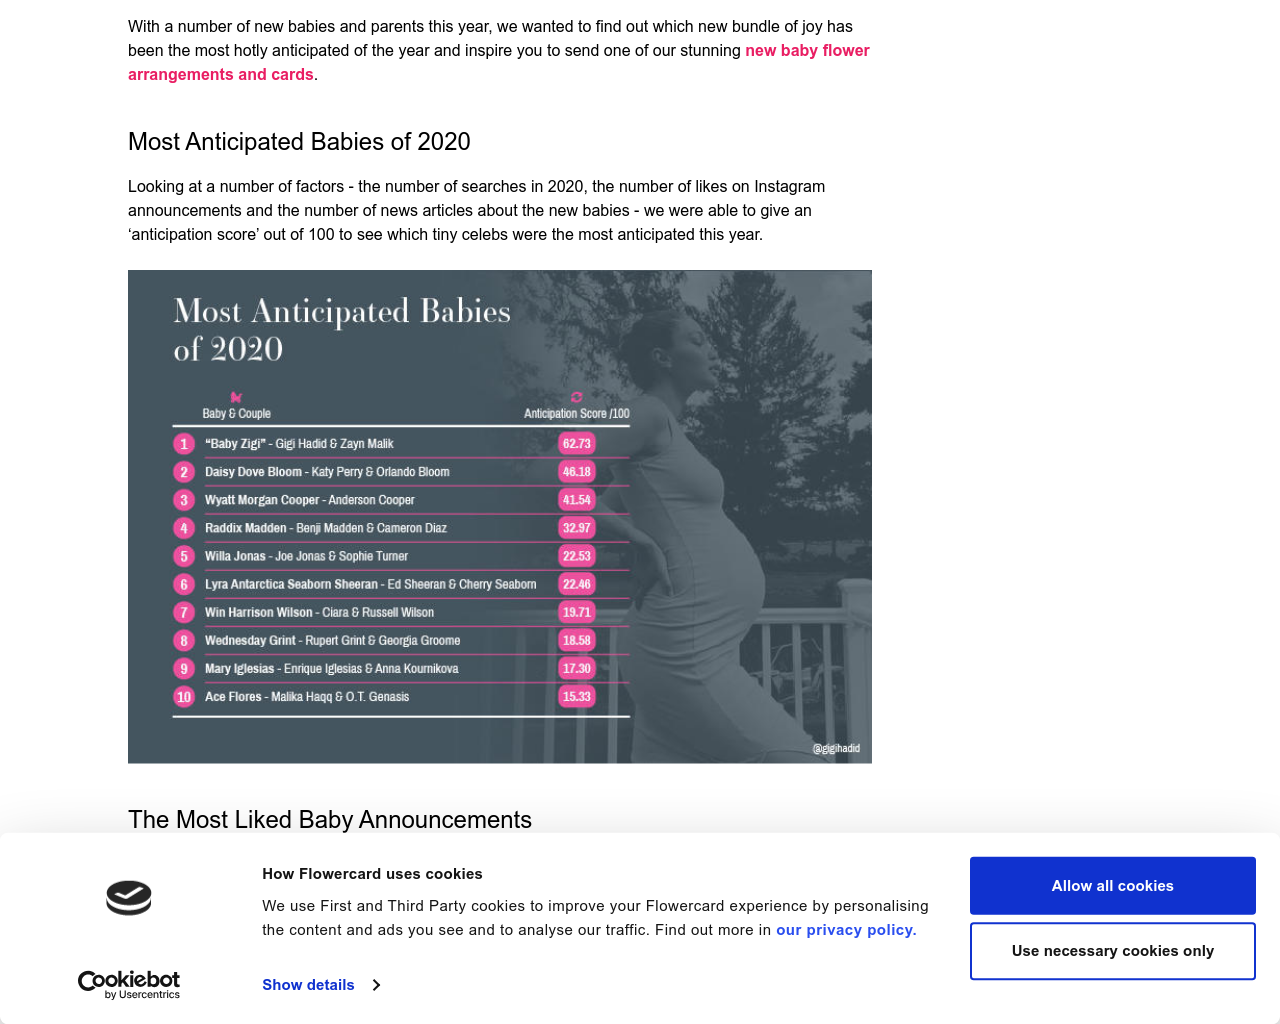 With a number of new babies and parents this year, we wanted to find out which new bundle of joy has
been the most hotly anticipated of the year and inspire you to send one of our stunning new baby flower
arrangements and cards.
Most Anticipated Babies of 2020
Looking at a number of factors - the number of searches in 2020, the number of likes on Instagram
announcements and the number of news articles about the new babies - we were able to give an
‘anticipation score’ out of 100 to see which tiny celebs were the most anticipated this year.
Most Anticipated Babies
of 2020
Baby & Couple Anticipation Score /100
1 “Baby Zigi” - Gigi Hadid & Zayn Malik 62.73
2 Daisy Dove Bloom - Katy Perry & Orlando Bloom 46.18
3 Wyatt Morgan Cooper - Anderson Cooper 41.54
4 Raddix Madden - Benji Madden & Cameron Diaz 32.97
5 Willa Jonas - Joe Jonas & Sophie Turner 22.53
6 Lyra Antarctica Seaborn Sheeran - Ed Sheeran & Cherry Seaborn 22.46
7 Win Harrison Wilson - Ciara & Russell Wilson 19.71
8 Wednesday Grint - Rupert Grint & Georgia Groome 18.58
9 Mary Iglesias - Enrique Iglesias & Anna Kournikova 17.30
10 Ace Flores - Malika Haqq & O.T. Genasis 15.33
@gigihadid
The Most Liked Baby Announcements
How Flowercard uses cookies
We use First and Third Party cookies to improve your Flowercard experience by personalising
the content and ads you see and to analyse our traffic. Find out more in our privacy policy.
Show details
Allow all cookies
Use necessary cookies only
Cookiebot
by Usercentrics